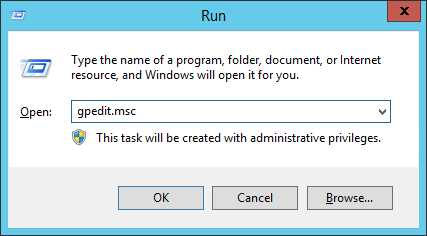 Run
Type the name of a program, folder, document, or Internet
resource, and Windows will open it for you.
Open: gpedit.msc
This task will be created with administrative privileges.
OK Cancel Browse...